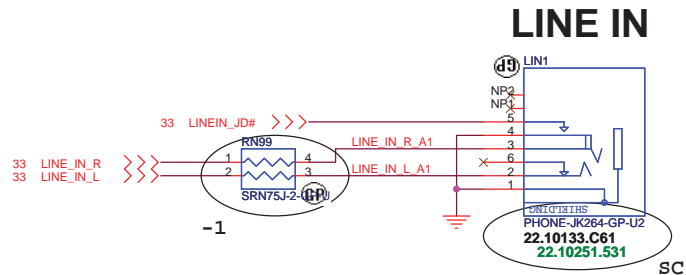 LINE IN
GP
LIN1
NP2
NP1
33 LINEIN_JD#
5
4
RN99
LINE_IN_R_A1
3
33 LINE_IN_R
1
4
6
33 LINE_IN_L
2
3
LINE_IN_L_A1
2
1
SRN75J-2-
GP
SHIELDING
-1
PHONE-JK264-GP-U2
22.10133.C61
22.10251.531
SC